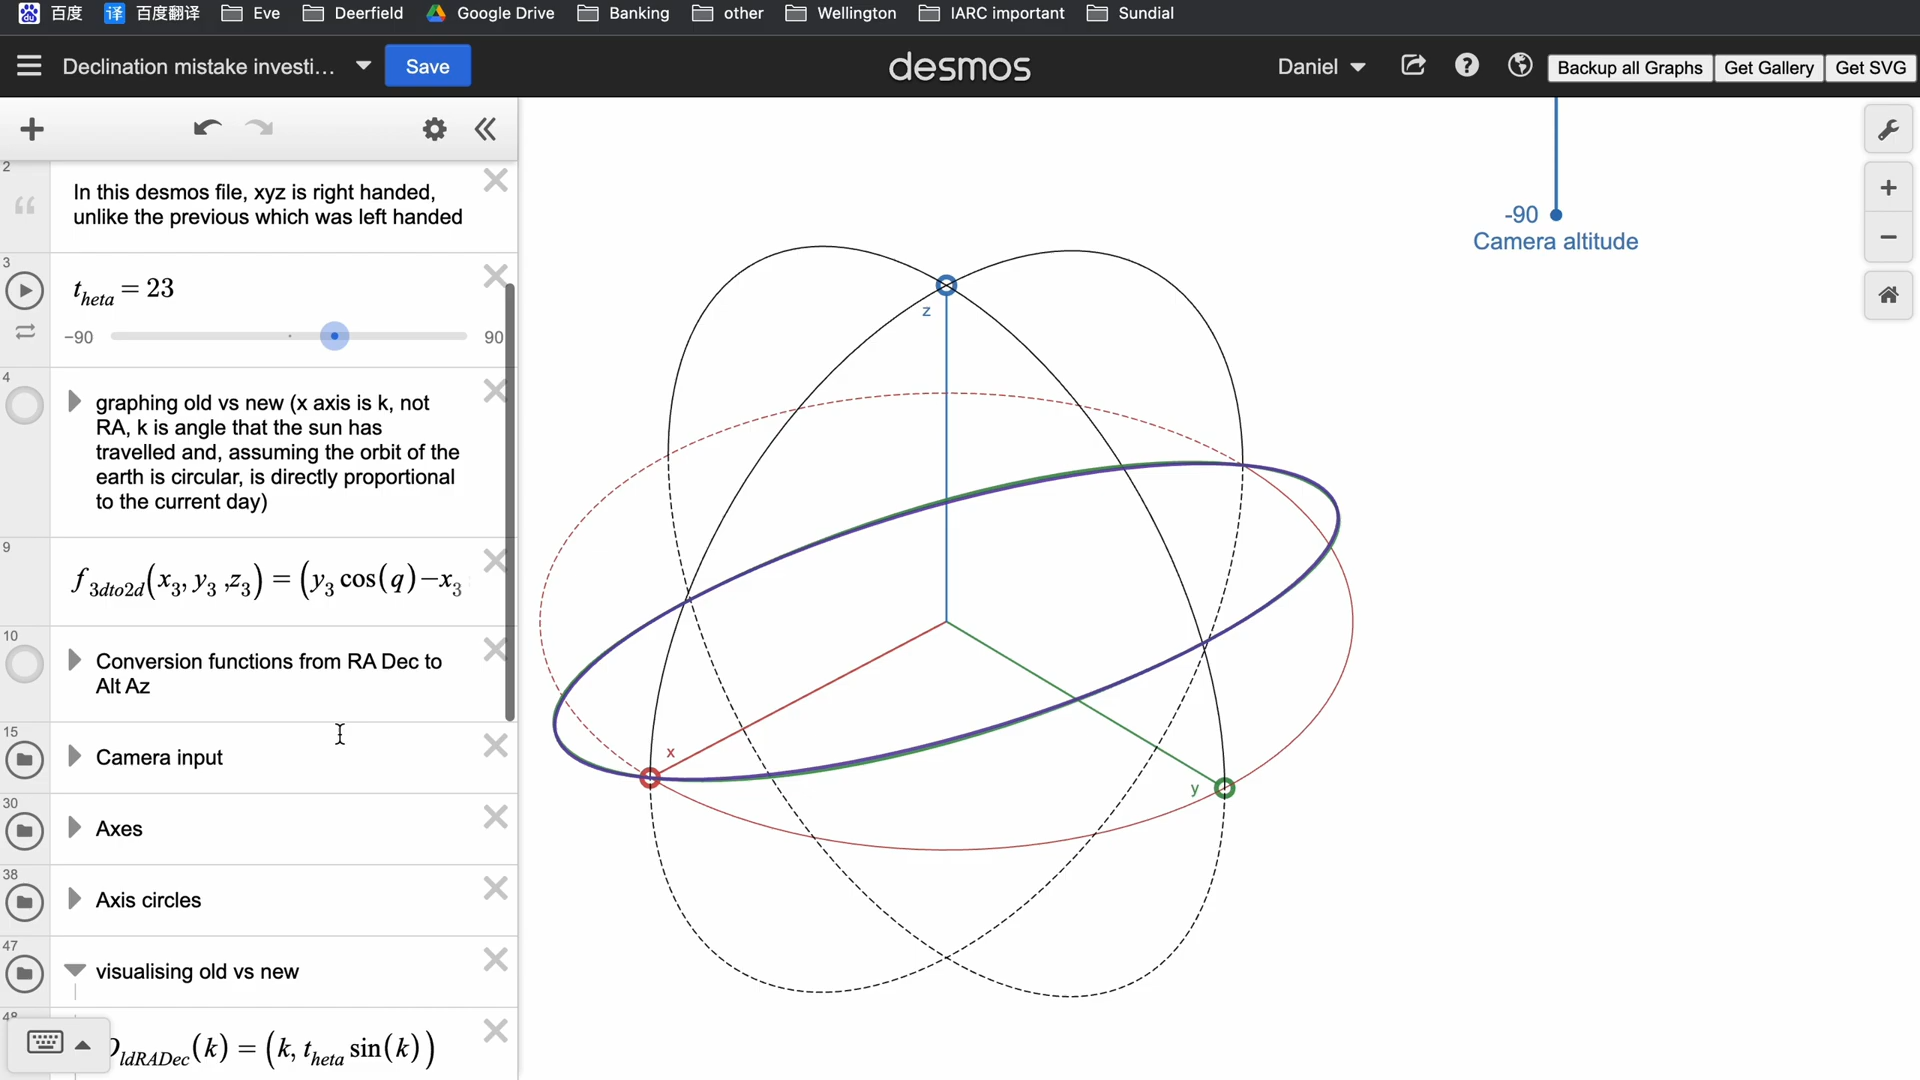 百度
译 百度翻译
Eve
Deerfield
Google Drive
Banking
other
Wellington
IARC important
Sundial
Declination mistake investi...
Save
desmos
Daniel
Backup all Graphs
Get Gallery
Get SVG
2
In this desmos file, xyz is right handed,
unlike the previous which was left handed
3
t_theta = 23
−90
90
4
graphing old vs new (x axis is k, not
RA, k is angle that the sun has
travelled and, assuming the orbit of the
earth is circular, is directly proportional
to the current day)
9
f_3dto2d(x_3, y_3, z_3) = (y_3 cos(q)−x_3
10
Conversion functions from RA Dec to
Alt Az
15
Camera input
30
Axes
38
Axis circles
47
visualising old vs new
48
ldRADec(k) = (k, t_theta sin(k))
-90
Camera altitude
z
x
y